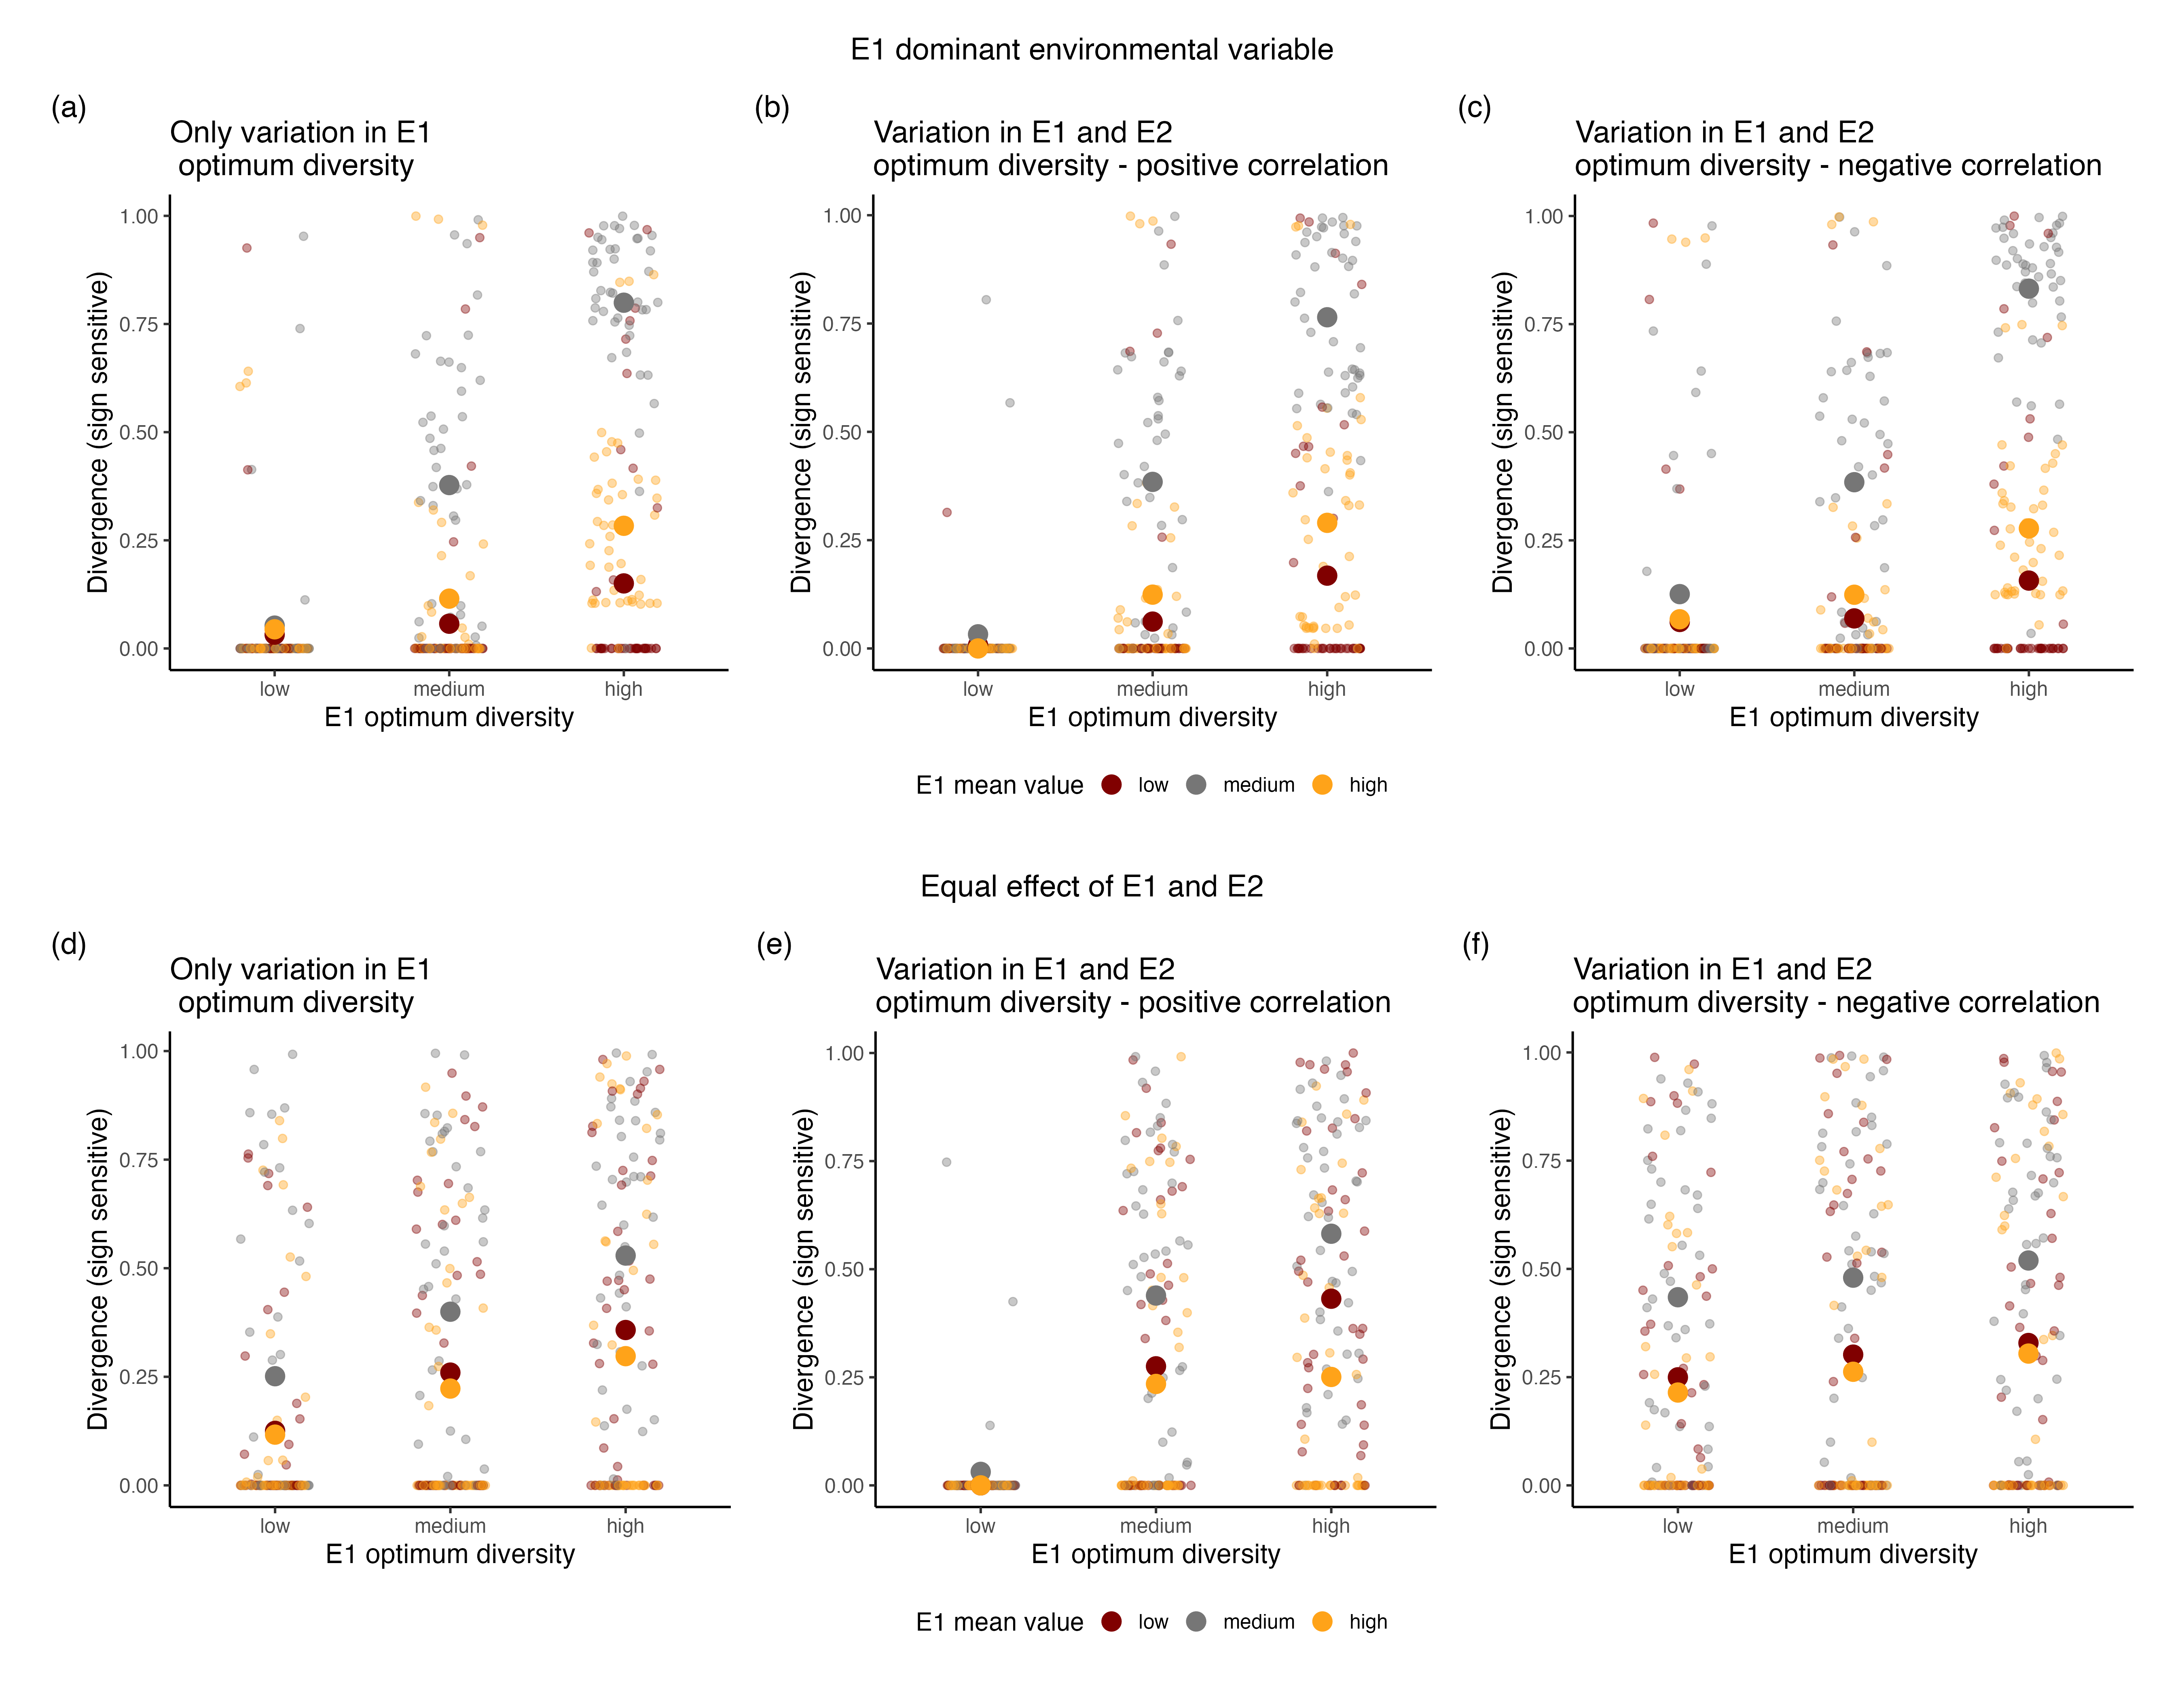 E1 dominant environmental variable
(a)
Only variation in E1
optimum diversity
Divergence (sign sensitive)
1.00
0.75
0.50
0.25
0.00
low medium high
E1 optimum diversity
(b)
Variation in E1 and E2
optimum diversity - positive correlation
Divergence (sign sensitive)
1.00
0.75
0.50
0.25
0.00
low medium high
E1 optimum diversity
(c)
Variation in E1 and E2
optimum diversity - negative correlation
Divergence (sign sensitive)
1.00
0.75
0.50
0.25
0.00
low medium high
E1 optimum diversity
E1 mean value low medium high
Equal effect of E1 and E2
(d)
Only variation in E1
optimum diversity
Divergence (sign sensitive)
1.00
0.75
0.50
0.25
0.00
low medium high
E1 optimum diversity
(e)
Variation in E1 and E2
optimum diversity - positive correlation
Divergence (sign sensitive)
1.00
0.75
0.50
0.25
0.00
low medium high
E1 optimum diversity
(f)
Variation in E1 and E2
optimum diversity - negative correlation
Divergence (sign sensitive)
1.00
0.75
0.50
0.25
0.00
low medium high
E1 optimum diversity
E1 mean value low medium high